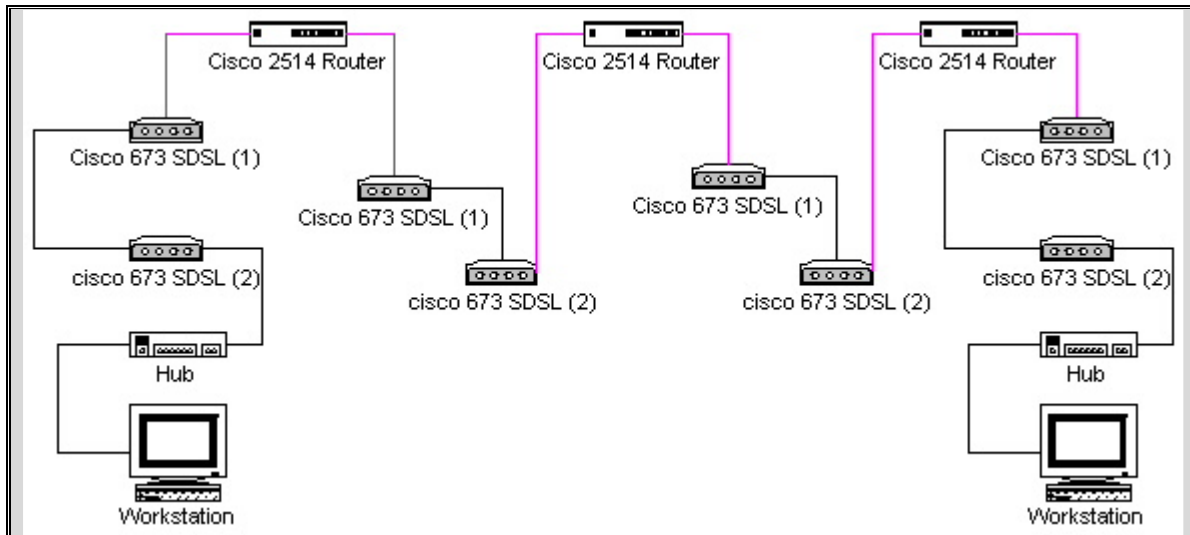 Cisco 2514 Router
Cisco 2514 Router
Cisco 2514 Router
Cisco 673 SDSL (1)
Cisco 673 SDSL (1)
Cisco 673 SDSL (1)
Cisco 673 SDSL (1)
cisco 673 SDSL (2)
cisco 673 SDSL (2)
cisco 673 SDSL (2)
cisco 673 SDSL (2)
Hub
Hub
Workstation
Workstation